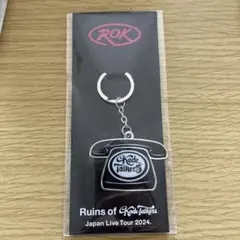 ROK
Kode
Talkers
Ruins of Kode Talkers
Japan Live Tour 2024.